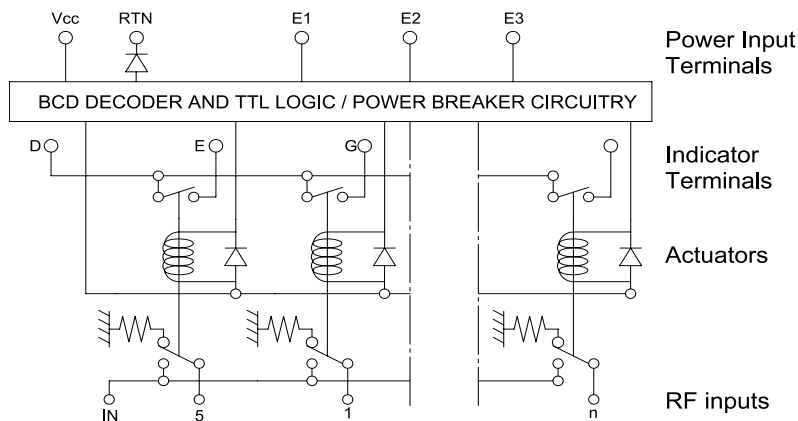 Vcc RTN E1 E2 E3
Power Input
Terminals
BCD DECODER AND TTL LOGIC / POWER BREAKER CIRCUITRY
D E G
Indicator
Terminals
Actuators
IN 5 1 n
RF inputs